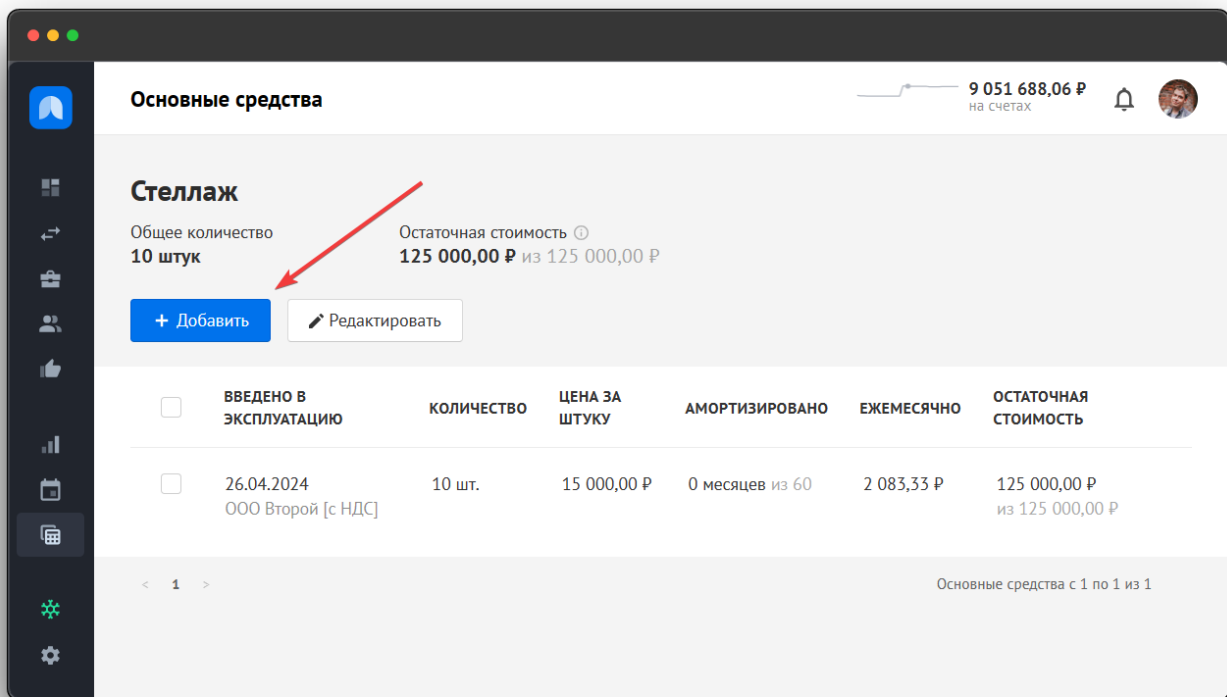 Основные средства
9 051 688,06 ₽
на счетах
Стеллаж
Общее количество
10 штук
Остаточная стоимость
125 000,00 ₽ из 125 000,00 ₽
+ Добавить
Редактировать
ВВЕДЕНО В
ЭКСПЛУАТАЦИЮ
КОЛИЧЕСТВО
ЦЕНА ЗА
ШТУКУ
АМОРТИЗИРОВАНО
ЕЖЕМЕСЯЧНО
ОСТАТОЧНАЯ
СТОИМОСТЬ
26.04.2024
ООО Второй [с НДС]
10 шт.
15 000,00 ₽
0 месяцев из 60
2 083,33 ₽
125 000,00 ₽
из 125 000,00 ₽
< 1 >
Основные средства с 1 по 1 из 1